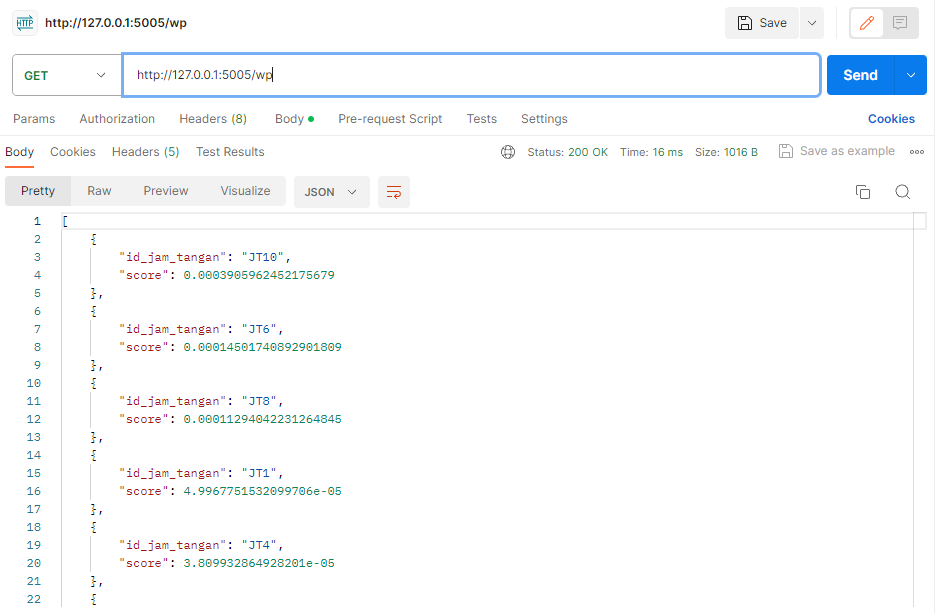 HTTP http://127.0.0.1:5005/wp Save
GET http://127.0.0.1:5005/wp Send
Params Authorization Headers (8) Body Pre-request Script Tests Settings Cookies
Body Cookies Headers (5) Test Results Status: 200 OK Time: 16 ms Size: 1016 B Save as example
Pretty Raw Preview Visualize JSON
1 [
2 {
3 "id_jam_tangan": "JT10",
4 "score": 0.0003905962452175679
5 },
6 {
7 "id_jam_tangan": "JT6",
8 "score": 0.00014501740892901809
9 },
10 {
11 "id_jam_tangan": "JT8",
12 "score": 0.00011294042231264845
13 },
14 {
15 "id_jam_tangan": "JT1",
16 "score": 4.9967751532099706e-05
17 },
18 {
19 "id_jam_tangan": "JT4",
20 "score": 3.809932864928201e-05
21 },
22 {